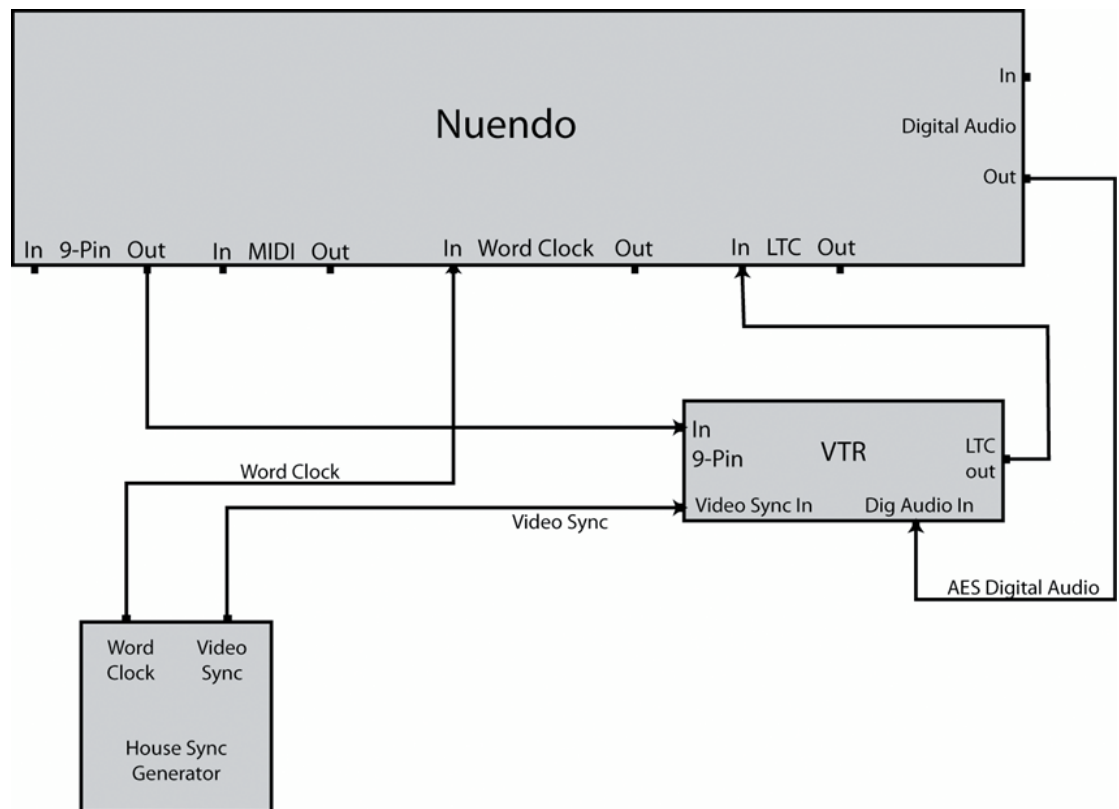 In
Nuendo
Digital Audio
Out
In 9-Pin Out In MIDI Out In Word Clock Out In LTC Out
In
9-Pin
VTR
LTC
out
Word Clock
Video Sync In
Dig Audio In
Video Sync
AES Digital Audio
Word
Clock
Video
Sync
House Sync
Generator